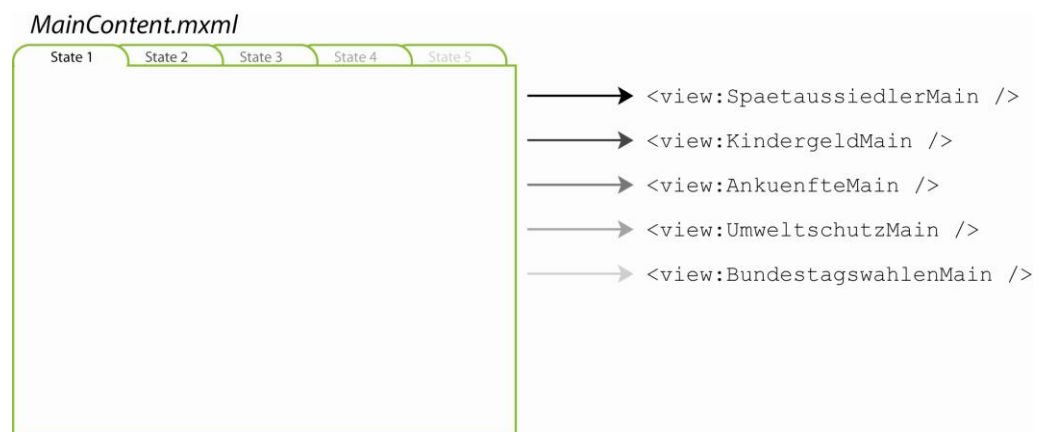 MainContent.mxml
State 1 State 2 State 3 State 4 State 5
<view:SpaetaussiedlerMain />
<view:KindergeldMain />
<view:AnkuenfteMain />
<view:UmweltschutzMain />
<view:BundestagswahlenMain />